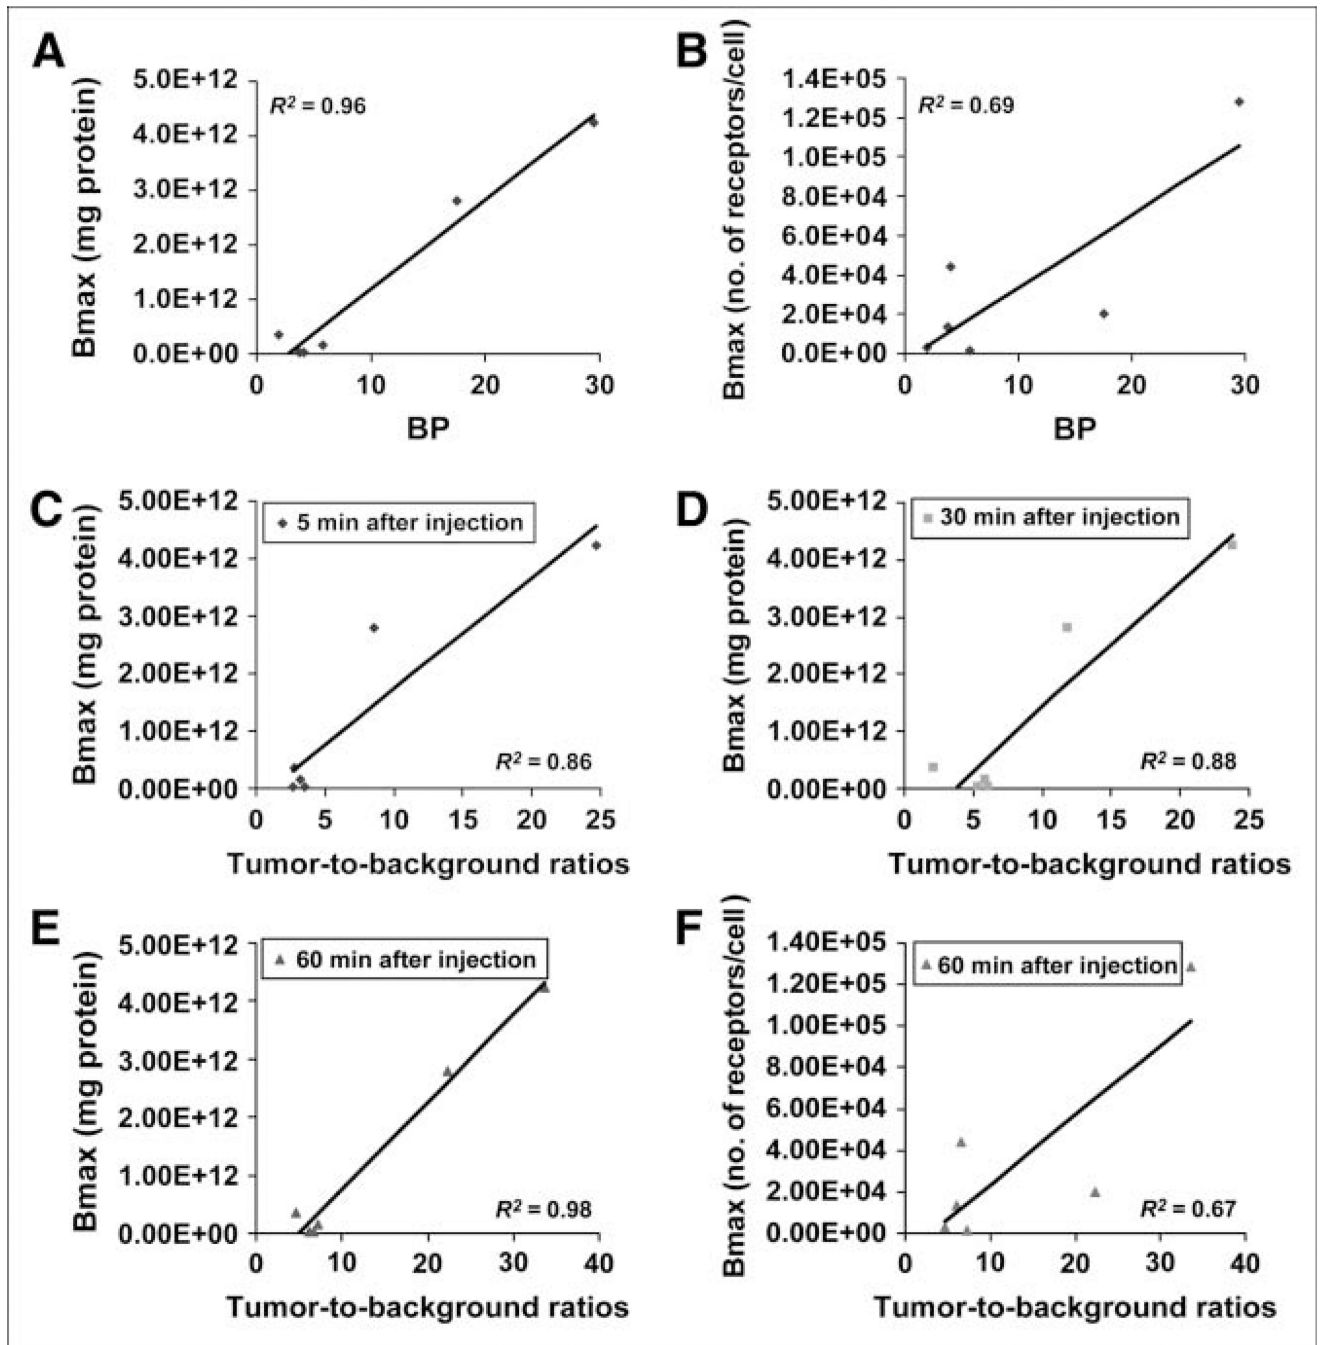 A
Bmax (mg protein)
5.0E+12
4.0E+12
3.0E+12
2.0E+12
1.0E+12
0.0E+00
R² = 0.96
0 10 20 30
BP
B
Bmax (no. of receptors/cell)
1.4E+05
1.2E+05
1.0E+05
8.0E+04
6.0E+04
4.0E+04
2.0E+04
0.0E+00
R² = 0.69
0 10 20 30
BP
C
Bmax (mg protein)
5.00E+12
4.00E+12
3.00E+12
2.00E+12
1.00E+12
0.00E+00
5 min after injection
R² = 0.86
0 5 10 15 20 25
Tumor-to-background ratios
D
Bmax (mg protein)
5.00E+12
4.00E+12
3.00E+12
2.00E+12
1.00E+12
0.00E+00
30 min after injection
R² = 0.88
0 5 10 15 20 25
Tumor-to-background ratios
E
Bmax (mg protein)
5.00E+12
4.00E+12
3.00E+12
2.00E+12
1.00E+12
0.00E+00
60 min after injection
R² = 0.98
0 10 20 30 40
Tumor-to-background ratios
F
Bmax (no. of receptors/cell)
1.40E+05
1.20E+05
1.00E+05
8.00E+04
6.00E+04
4.00E+04
2.00E+04
0.00E+00
60 min after injection
R² = 0.67
0 10 20 30 40
Tumor-to-background ratios